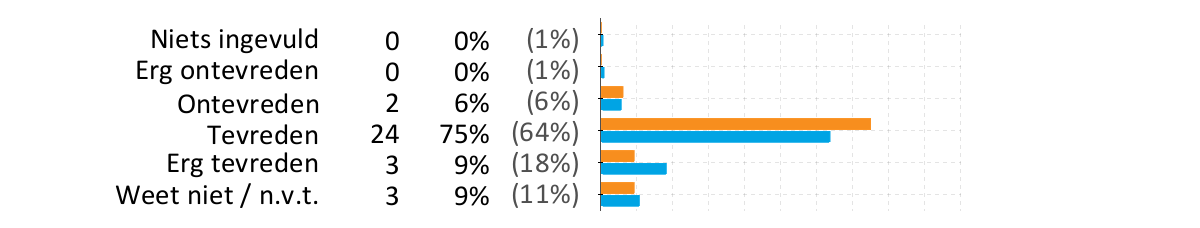 Niets ingevuld 0 0% (1%)
Erg ontevreden 0 0% (1%)
Ontevreden 2 6% (6%)
Tevreden 24 75% (64%)
Erg tevreden 3 9% (18%)
Weet niet / n.v.t. 3 9% (11%)